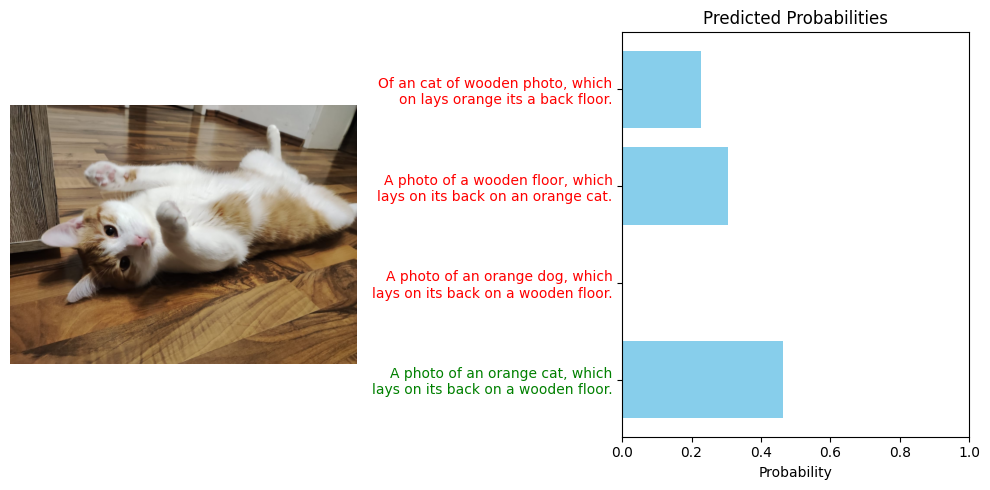 Predicted Probabilities
Of an cat of wooden photo, which
on lays orange its a back floor.
A photo of a wooden floor, which
lays on its back on an orange cat.
A photo of an orange dog, which
lays on its back on a wooden floor.
A photo of an orange cat, which
lays on its back on a wooden floor.
0.0 0.2 0.4 0.6 0.8 1.0
Probability